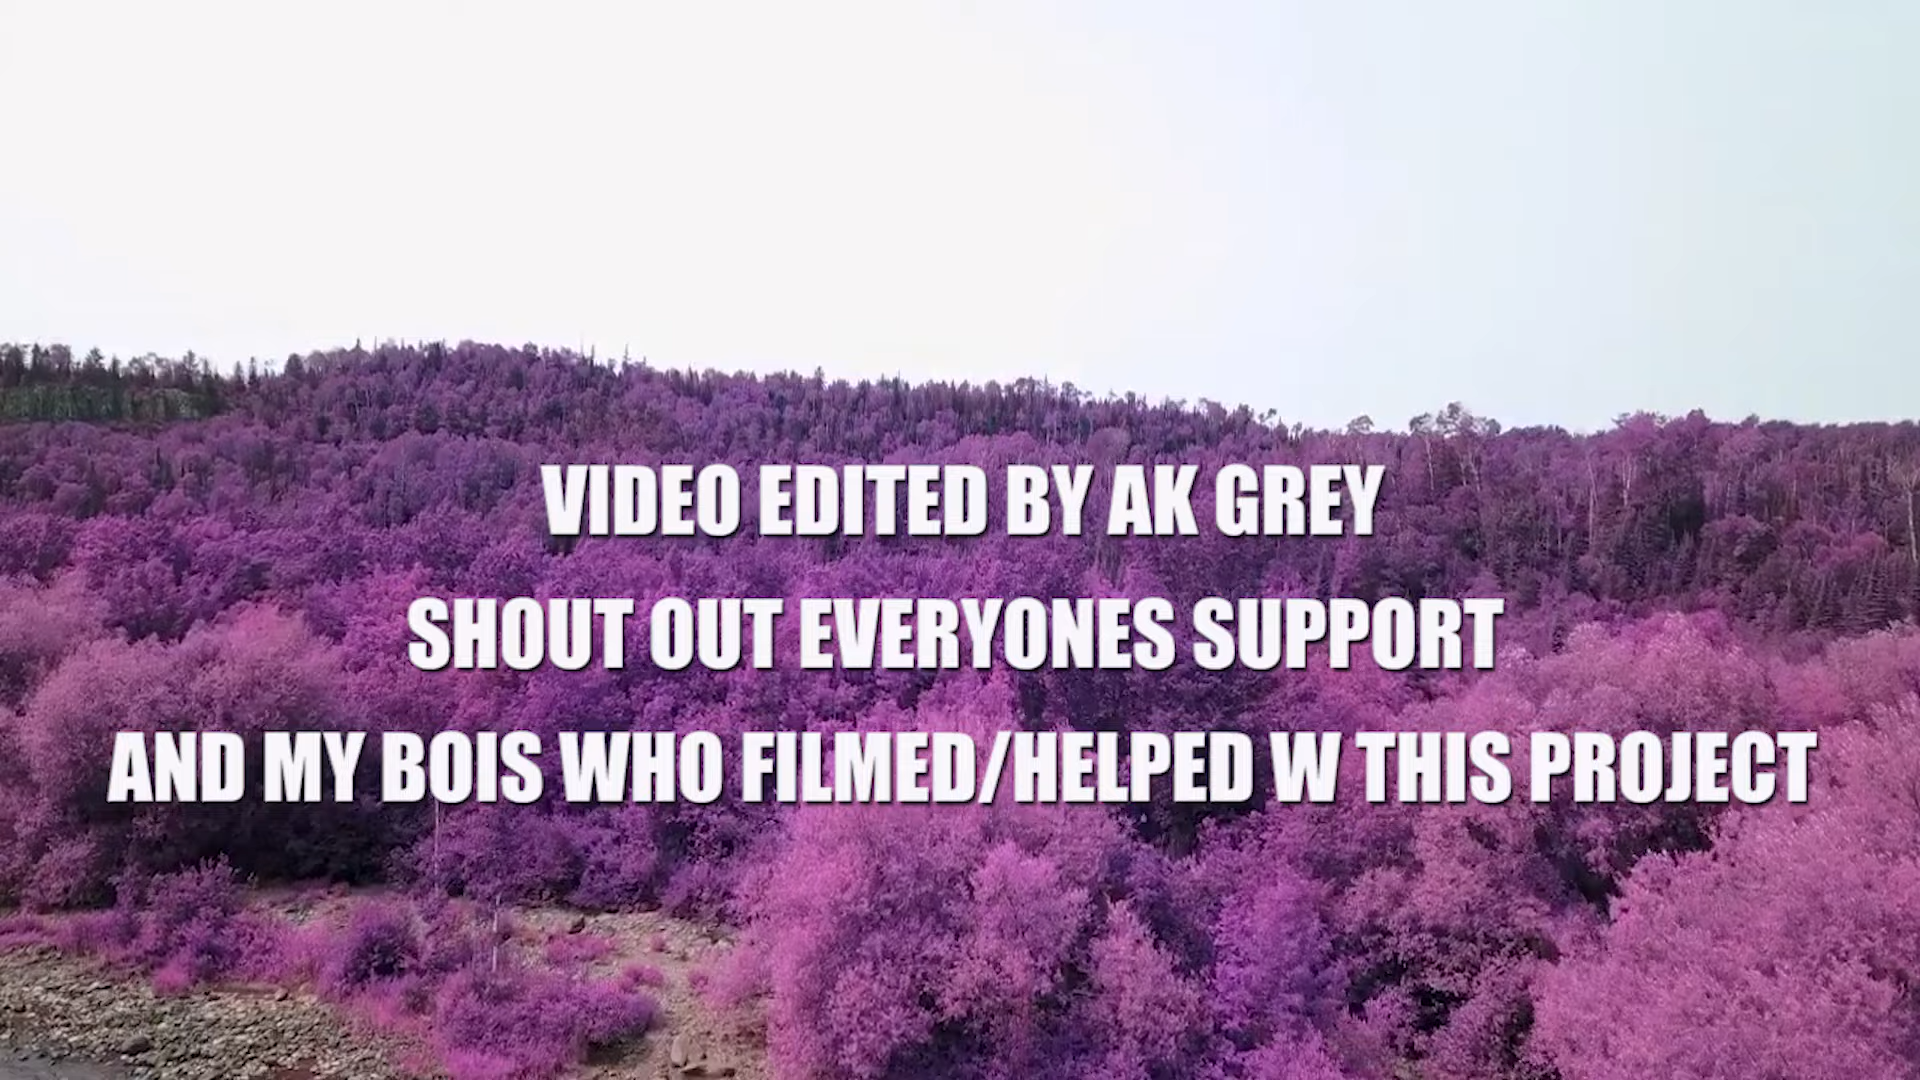 VIDEO EDITED BY AK GREY
SHOUT OUT EVERYONES SUPPORT
AND MY BOIS WHO FILMED/HELPED W THIS PROJECT